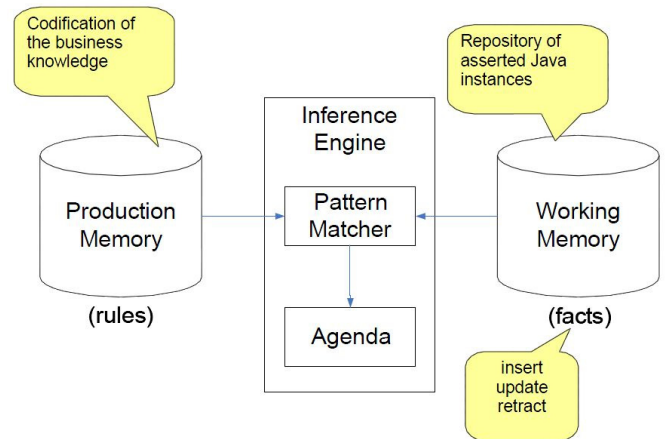 Codification of
the business
knowledge
Repository of
asserted Java
instances
Inference
Engine
Production
Memory
Pattern
Matcher
Working
Memory
(rules)
Agenda
(facts)
insert
update
retract